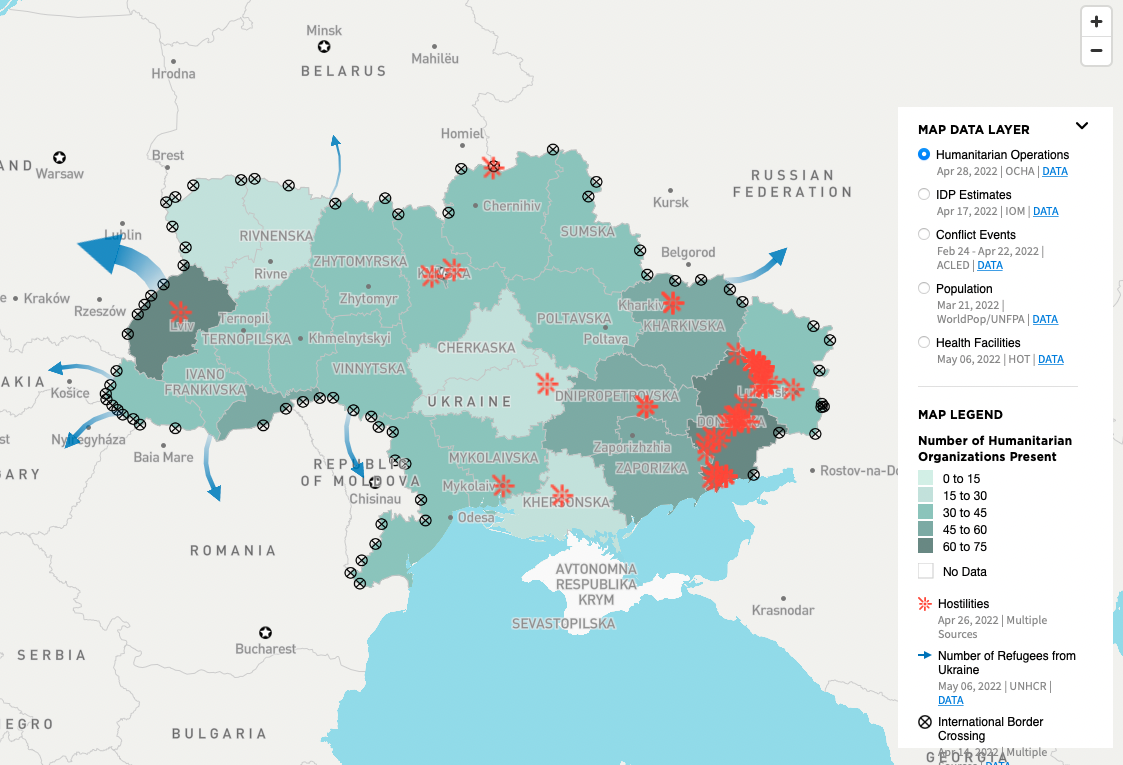 Minsk
BELARUS
Mahilëu
Hrodna
Homiel
Brest
AND
Warsaw
RUSSIAN
FEDERATION
Kursk
Chernihiv
Lublin
RIVNENSKA
SUMSKA
Belgorod
ZHYTOMYRSKA
Rivne
e
Kraków
Rzeszów
Zhytomyr
Kharkiv
Lviv
Ternopil
POLTAVSKA
KHARKIVSKA
TERNOPILSKA
Khmelnytskyi
Poltava
CHERKASKA
VINNYTSKA
AKIA
Košice
IVANO
FRANKIVSKA
UKRAINE
DNIPROPETROVSKA
st
Nyíregyháza
Zaporizhzhia
Baia Mare
MYKOLAIVSKA
ZAPORIZKA
GARY
REPUBLIC
OF MOLDOVA
Rostov-na-Do
Chisinau
Mykolaiv
KHERSONSKA
Odesa
ROMANIA
AVTONOMNA
RESPUBLIKA
KRYM
SEVASTOPILSKA
Krasnodar
Bucharest
SERBIA
EGRO
BULGARIA
GEORGIA
+
−
MAP DATA LAYER
Humanitarian Operations
Apr 28, 2022 | OCHA | DATA
IDP Estimates
Apr 17, 2022 | IOM | DATA
Conflict Events
Feb 24 - Apr 22, 2022 |
ACLED | DATA
Population
Mar 21, 2022 |
WorldPop/UNFPA | DATA
Health Facilities
May 06, 2022 | HOT | DATA
MAP LEGEND
Number of Humanitarian
Organizations Present
0 to 15
15 to 30
30 to 45
45 to 60
60 to 75
No Data
Hostilities
Apr 26, 2022 | Multiple
Sources
Number of Refugees from
Ukraine
May 06, 2022 | UNHCR |
DATA
International Border
Crossing
Apr 14, 2022 | Multiple
Sources | DATA